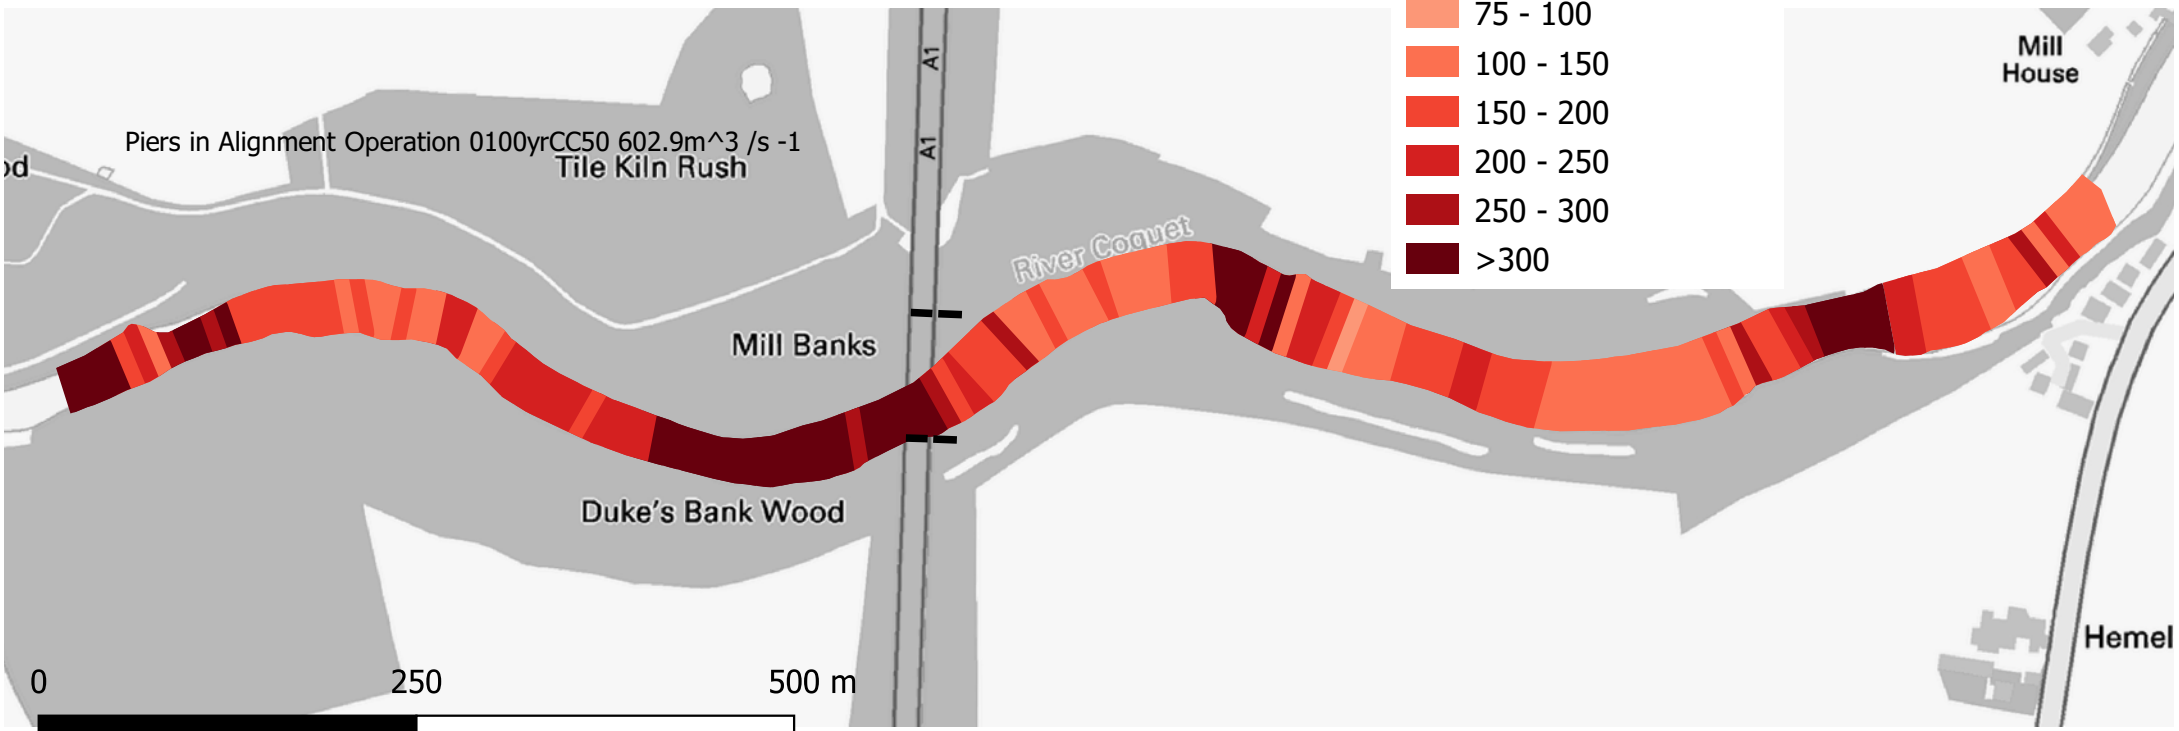 75 - 100
100 - 150
150 - 200
200 - 250
250 - 300
>300
Mill
House
A1
A1
Piers in Alignment Operation 0100yrCC50 602.9m^3 /s -1
Tile Kiln Rush
od
River Coquet
Mill Banks
Duke's Bank Wood
Hemel
0 250 500 m